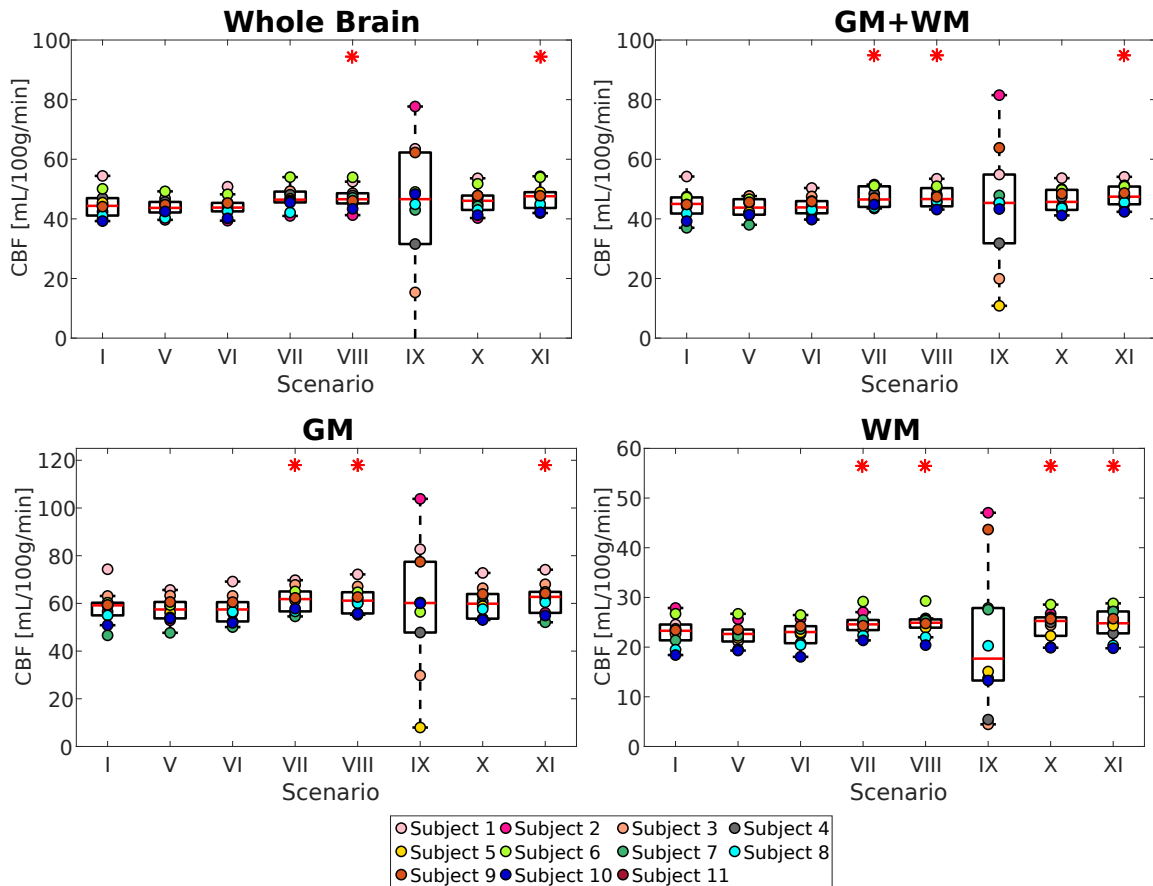 Whole Brain
CBF [mL/100g/min]
100
80
60
40
20
0
I V VI VII VIII IX X XI
Scenario
GM+WM
CBF [mL/100g/min]
100
80
60
40
20
0
I V VI VII VIII IX X XI
Scenario
GM
CBF [mL/100g/min]
120
100
80
60
40
20
0
I V VI VII VIII IX X XI
Scenario
WM
CBF [mL/100g/min]
60
50
40
30
20
10
0
I V VI VII VIII IX X XI
Scenario
Subject 1 Subject 2 Subject 3 Subject 4
Subject 5 Subject 6 Subject 7 Subject 8
Subject 9 Subject 10 Subject 11